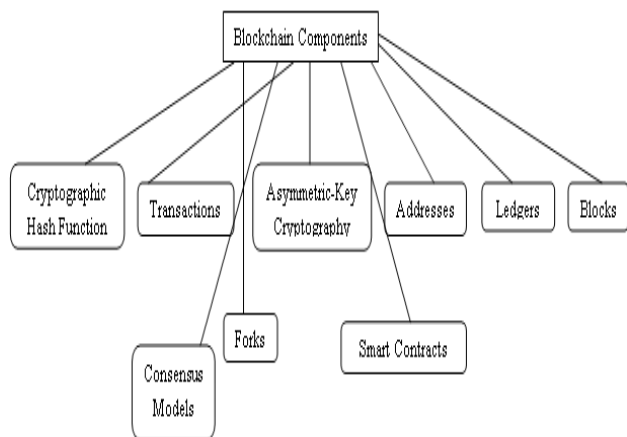 Blockchain Components
Cryptographic
Hash Function
Transactions
Asymmetric-Key
Cryptography
Addresses
Ledgers
Blocks
Forks
Smart Contracts
Consensus
Models